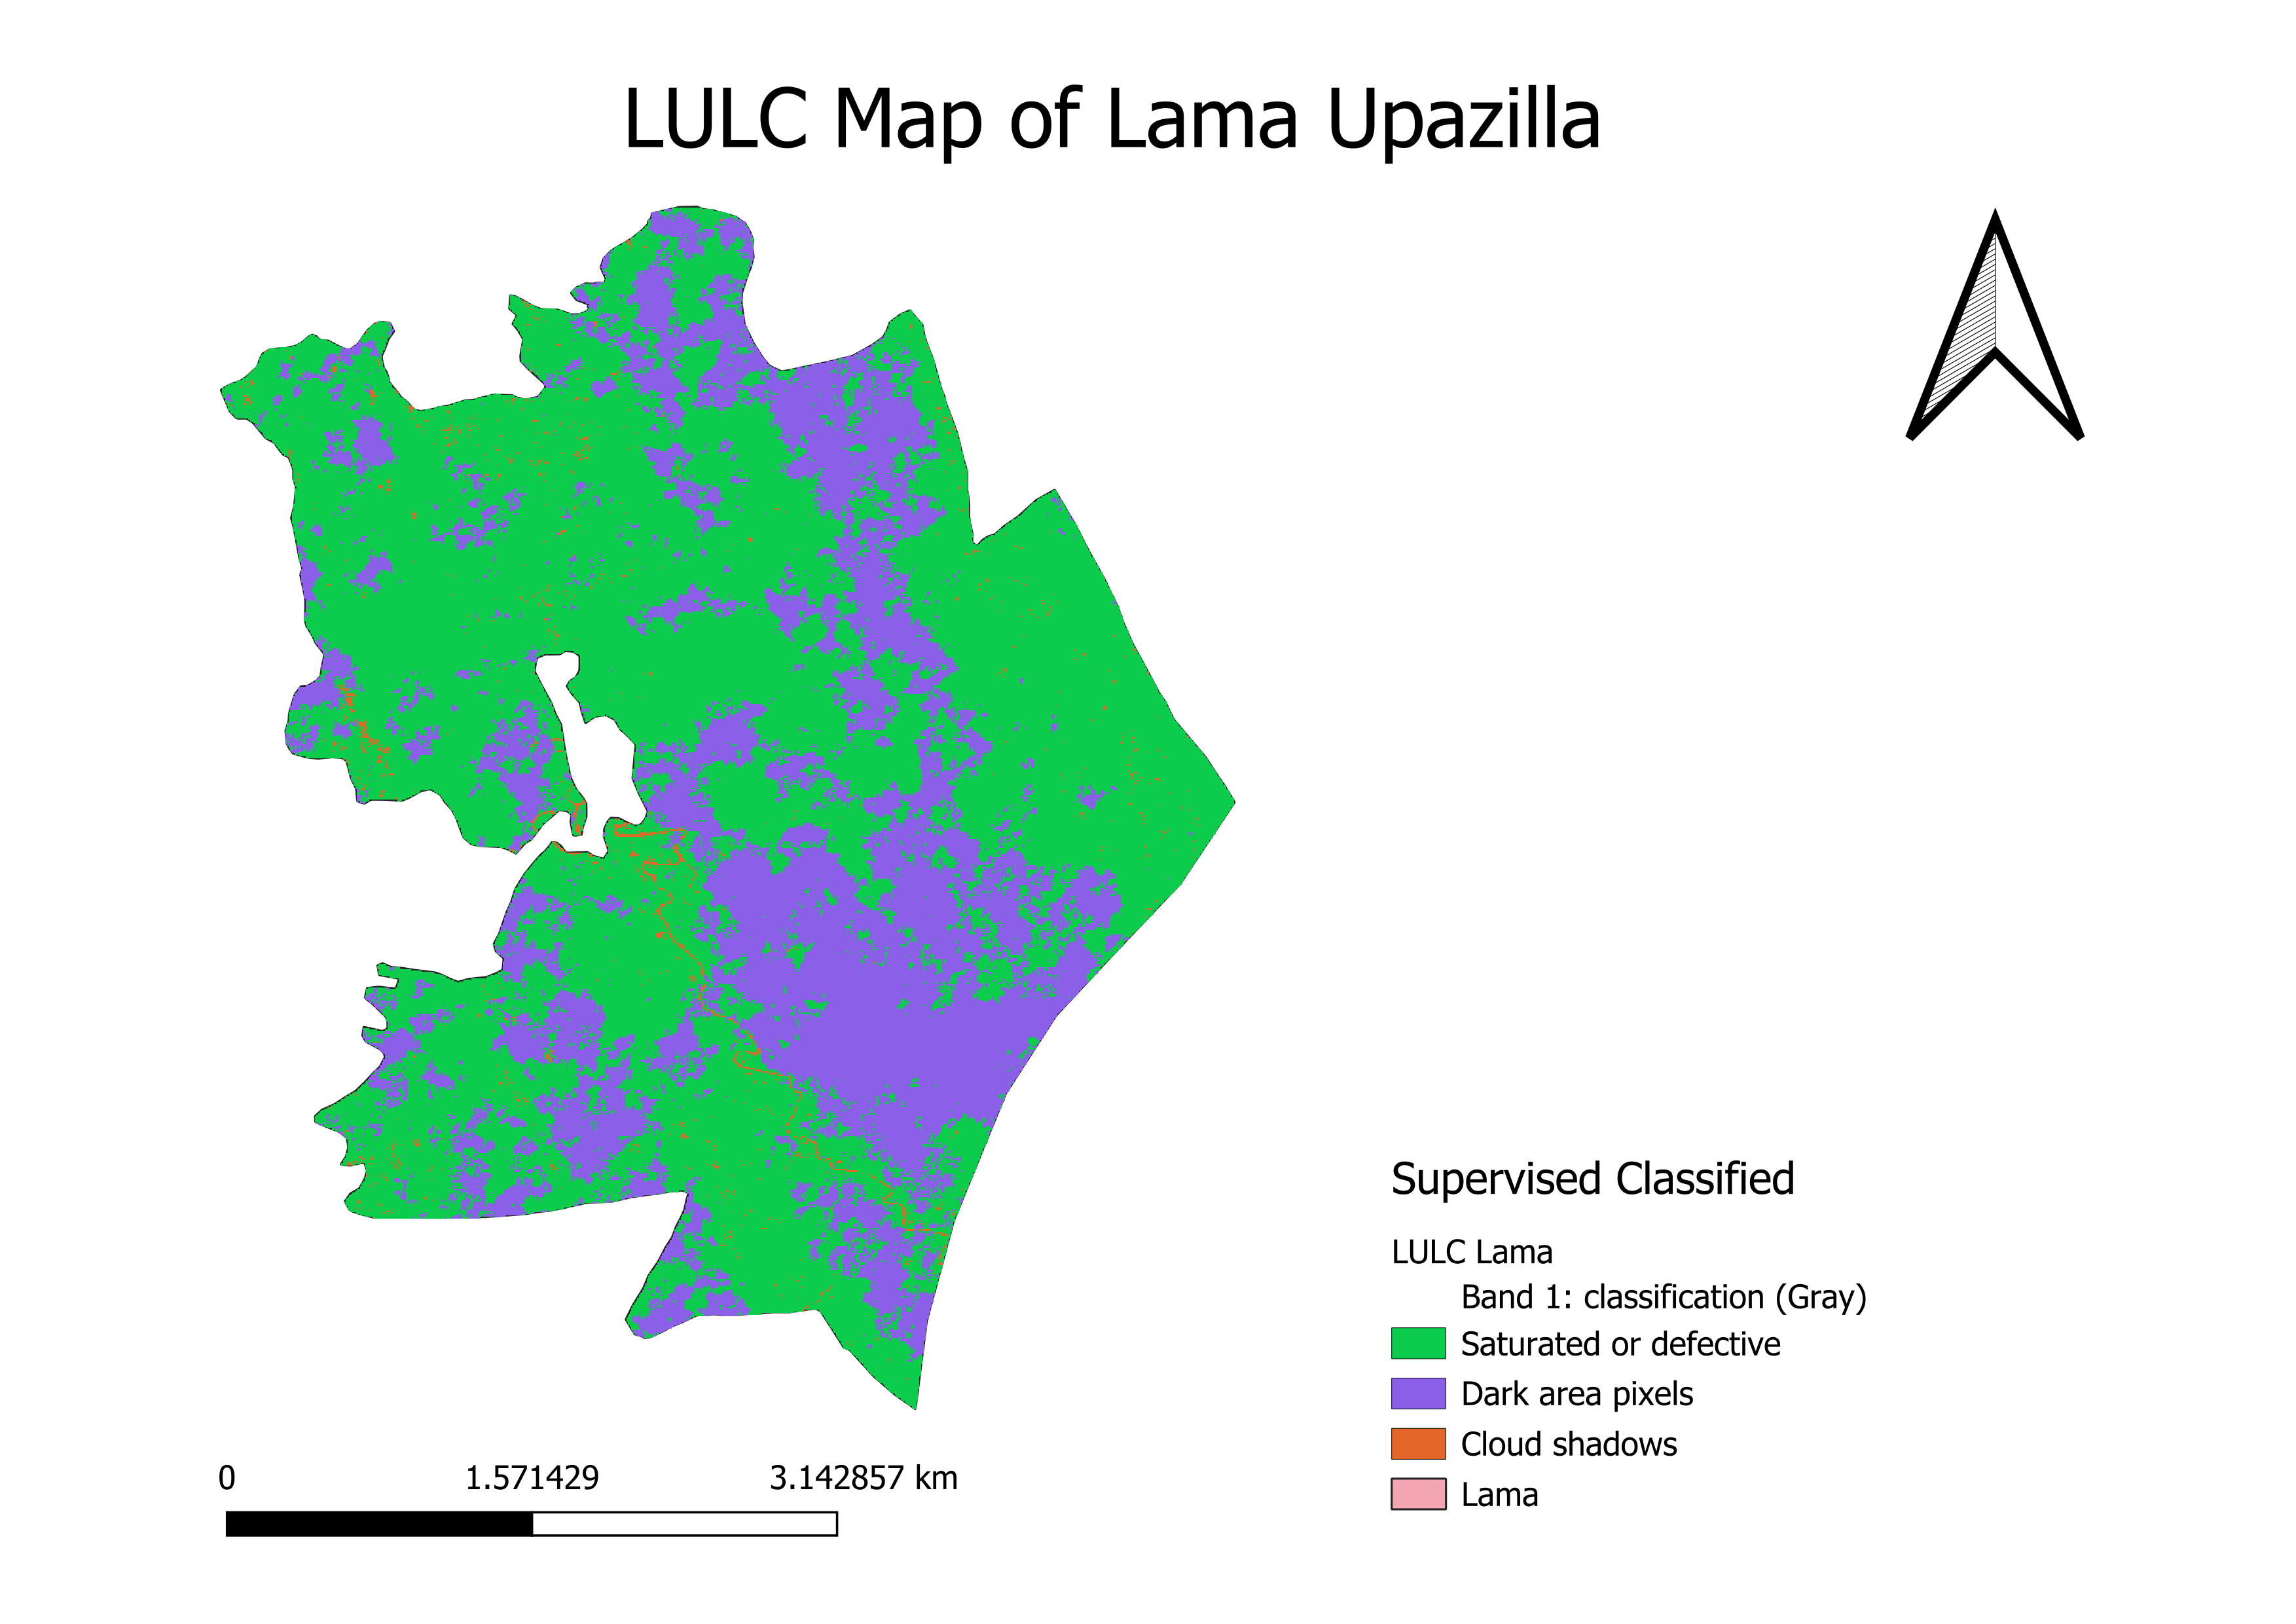 LULC Map of Lama Upazilla
Supervised Classified
LULC Lama
Band 1: classification (Gray)
Saturated or defective
Dark area pixels
Cloud shadows
Lama
0 1.571429 3.142857 km